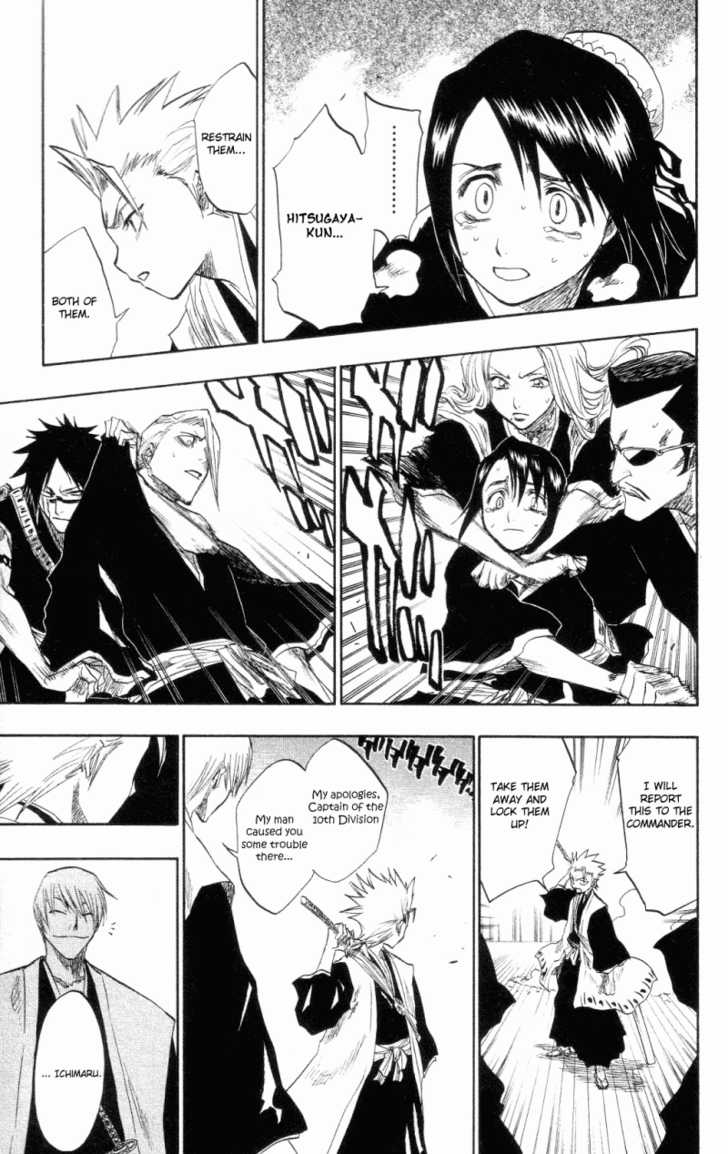 .........
HITSUGAYA-
KUN...
RESTRAIN
THEM...
BOTH OF
THEM.
I WILL
REPORT
THIS TO THE
COMMANDER.
TAKE THEM
AWAY AND
LOCK THEM
UP!
My apologies,
Captain of the
10th Division
My man
caused you
some trouble
there...
... ICHIMARU.